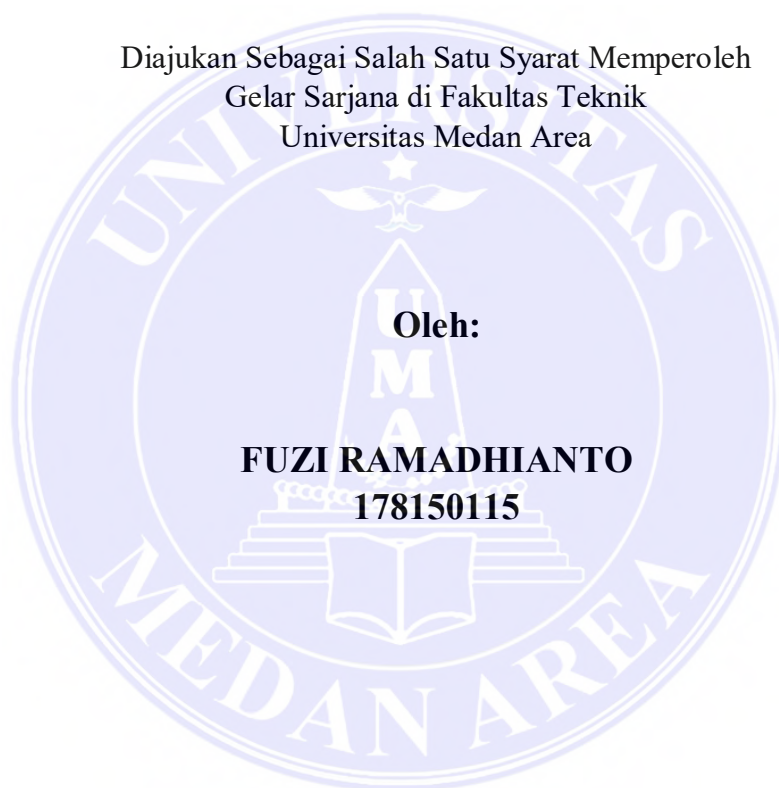 Diajukan Sebagai Salah Satu Syarat Memperoleh
Gelar Sarjana di Fakultas Teknik
Universitas Medan Area
UNIVERSITAS
UMA
Oleh:
FUZI RAMADHIANTO
178150115
MEDAN AREA